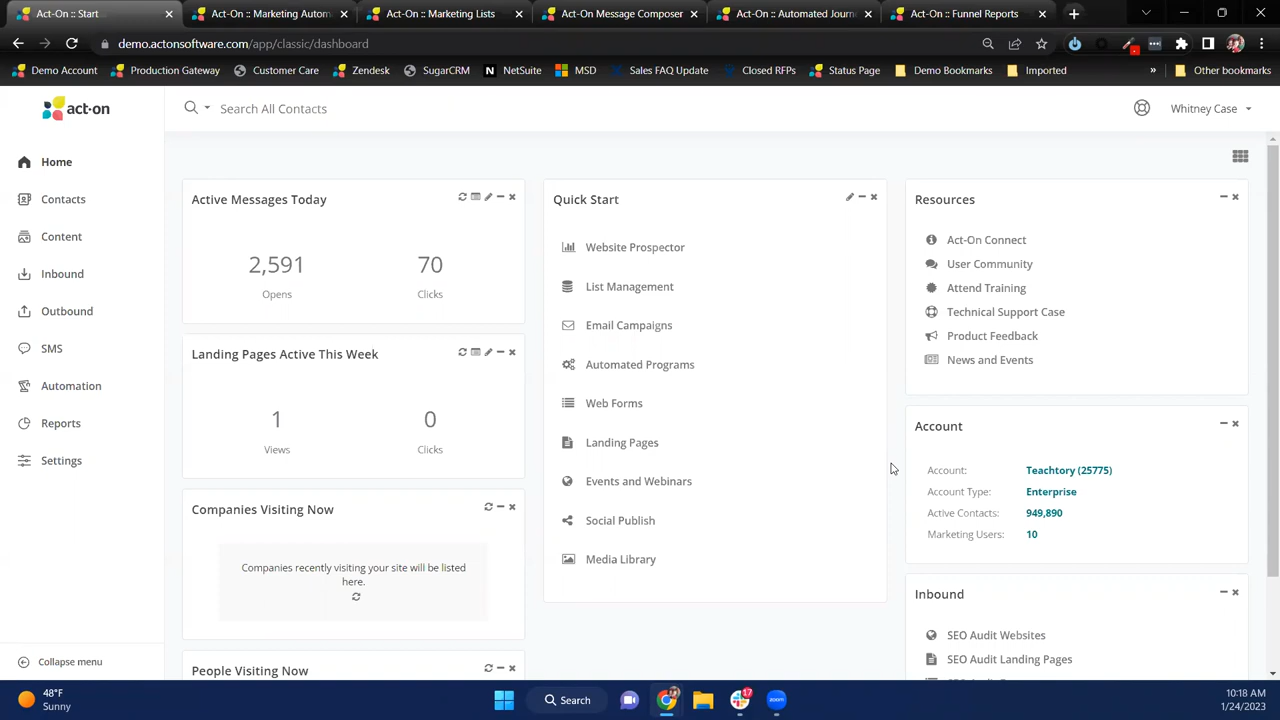 Act-On :: Start
Act-On :: Marketing Autom
Act-On :: Marketing Lists
Act-On Message Composer
Act-On :: Automated Journ
Act-On :: Funnel Reports
demo.actonsoftware.com/app/classic/dashboard
Demo Account
Production Gateway
Customer Care
Zendesk
SugarCRM
NetSuite
MSD
Sales FAQ Update
Closed RFPs
Status Page
Demo Bookmarks
Imported
»
Other bookmarks
act-on
Search All Contacts
Whitney Case
Home
Contacts
Content
Inbound
Outbound
SMS
Automation
Reports
Settings
Collapse menu
Active Messages Today
2,591
70
Opens
Clicks
Landing Pages Active This Week
1
0
Views
Clicks
Companies Visiting Now
Companies recently visiting your site will be listed
here.
People Visiting Now
Quick Start
Website Prospector
List Management
Email Campaigns
Automated Programs
Web Forms
Landing Pages
Events and Webinars
Social Publish
Media Library
Resources
Act-On Connect
User Community
Attend Training
Technical Support Case
Product Feedback
News and Events
Account
Account: Teachtory (25775)
Account Type: Enterprise
Active Contacts: 949,890
Marketing Users: 10
Inbound
SEO Audit Websites
SEO Audit Landing Pages
48°F
Sunny
Search
17
10:18 AM
1/24/2023